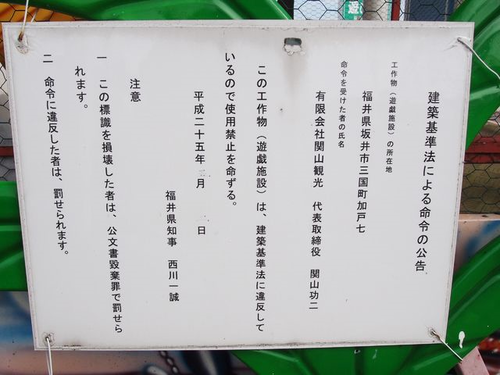 建築基準法による命令の公告
工作物（遊戯施設）の所在地
福井県坂井市三国町加戸七
命令を受けた者の氏名
有限会社関山観光　代表取締役　関山功二
この工作物（遊戯施設）は、建築基準法に違反して
いるので使用禁止を命ずる。
平成二十五年　月　日
福井県知事　西川一誠
注意
一　この標識を損壊した者は、公文書毀棄罪で罰せら
れます。
二　命令に違反した者は、罰せられます。